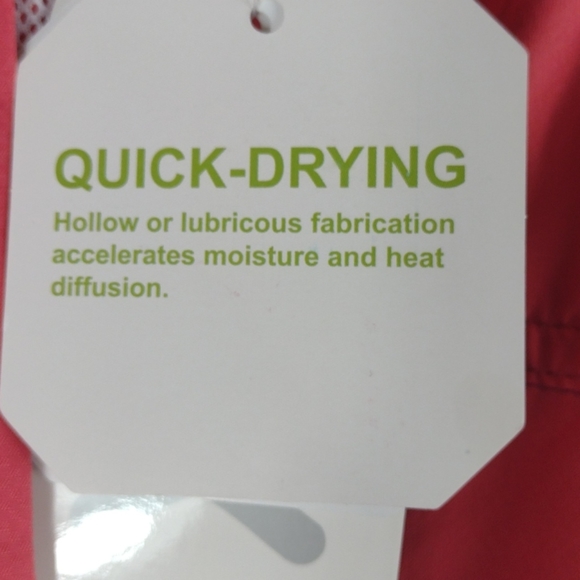 QUICK-DRYING
Hollow or lubricous fabrication
accelerates moisture and heat
diffusion.